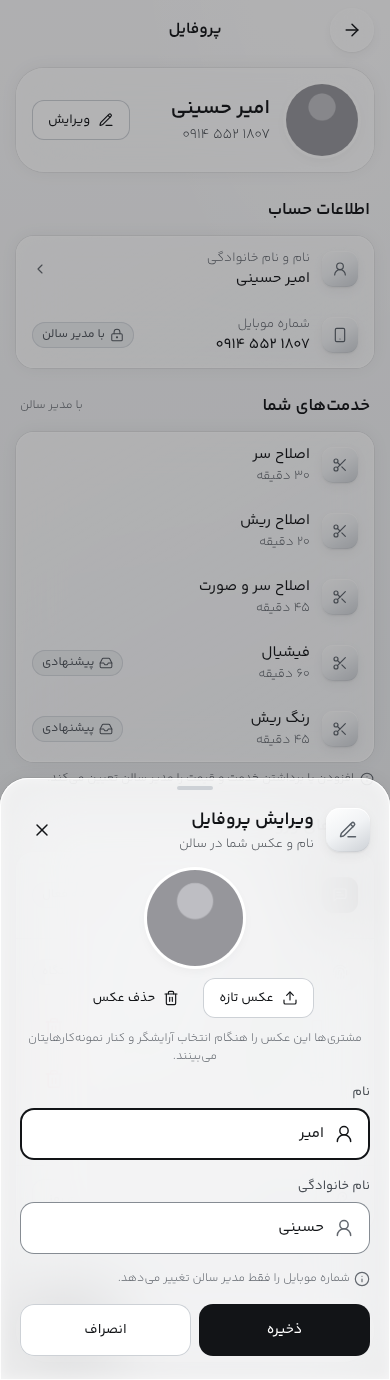 پروفایل
امیر حسینی
۰۹۱۴ ۵۵۲ ۱۸۰۷
ویرایش
اطلاعات حساب
نام و نام خانوادگی
امیر حسینی
شماره موبایل
۰۹۱۴ ۵۵۲ ۱۸۰۷
با مدیر سالن
خدمت‌های شما
با مدیر سالن
اصلاح سر
۳۰ دقیقه
اصلاح ریش
۲۰ دقیقه
اصلاح سر و صورت
۴۵ دقیقه
فیشیال
۶۰ دقیقه
پیشنهادی
رنگ ریش
۴۵ دقیقه
پیشنهادی
ویرایش پروفایل
نام و عکس شما در سالن
عکس تازه
حذف عکس
مشتری‌ها این عکس را هنگام انتخاب آرایشگر و کنار نمونه‌کارهایتان
می‌بینند.
نام
امیر
نام خانوادگی
حسینی
شماره موبایل را فقط مدیر سالن تغییر می‌دهد.
ذخیره
انصراف